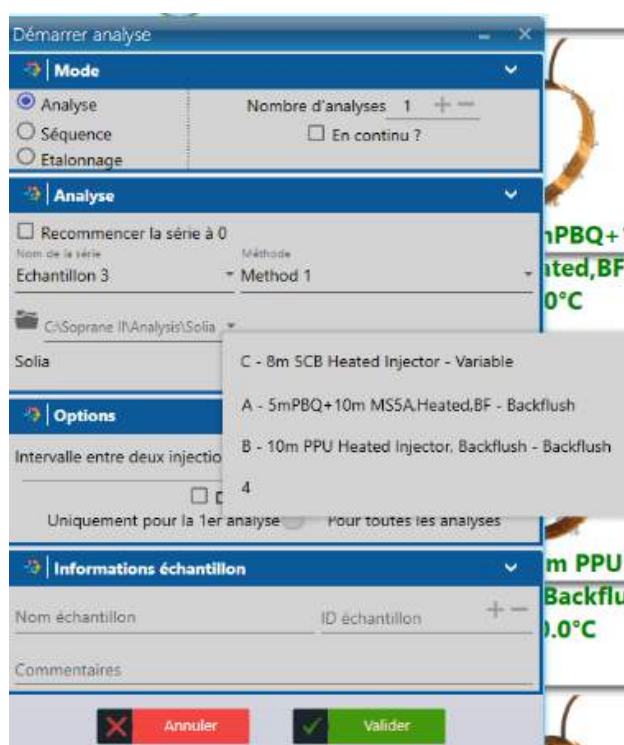 Démarrer analyse
Mode
Analyse
Nombre d'analyses 1
Séquence
En continu ?
Etalonnage
Analyse
Recommencer la série à 0
Nom de la série
Méthode
Echantillon 3
Method 1
C:\Soprane II\Analysis\Solia
Solia
C - 8m 5CB Heated Injector - Variable
A - 5mPBQ+10m MS5A,Heated,BF - Backflush
B - 10m PPU Heated Injector, Backflush - Backflush
4
Options
Intervalle entre deux injectio
Uniquement pour la 1er analyse
Pour toutes les analyses
Informations échantillon
Nom échantillon
ID échantillon
Commentaires
Annuler
Valider
mPBQ+1
ated,BF
0°C
m PPU
Backflu
0.0°C